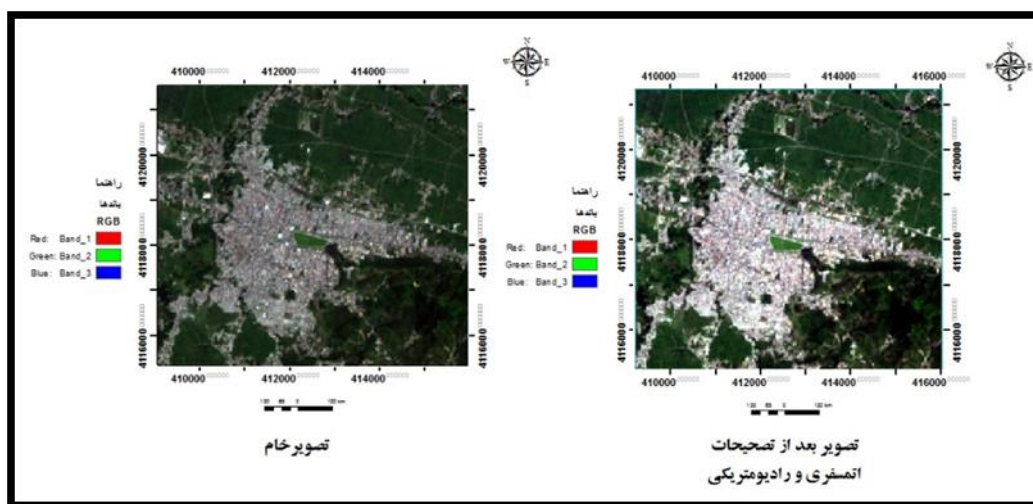 N
W E
S
410000 412000 414000
4120000
4118000
4116000
راهنما
باندها
RGB
Red: Band_1
Green: Band_2
Blue: Band_3
410000 412000 414000
km
تصویرخام
N
W E
S
410000 412000 414000 416000
4120000
4118000
4116000
راهنما
باندها
RGB
Red: Band_1
Green: Band_2
Blue: Band_3
410000 412000 414000 416000
km
تصویر بعد از تصحیحات
اتمسفری و رادیومتریکی